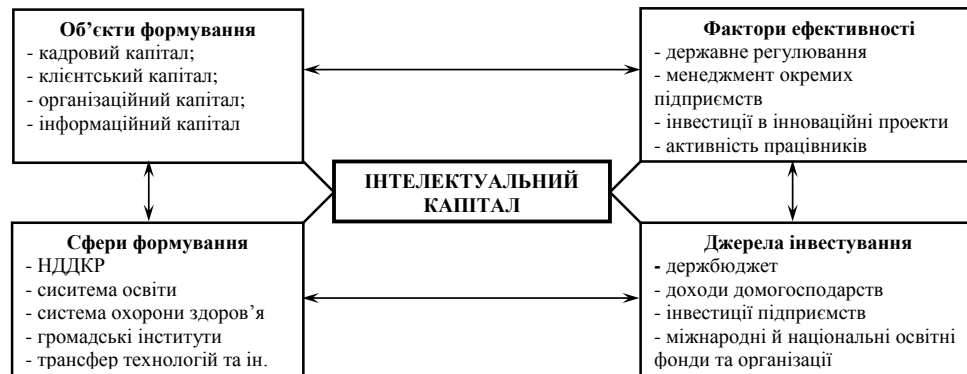 Об’єкти формування
- кадровий капітал;
- клієнтський капітал;
- організаційний капітал;
- інформаційний капітал
Фактори ефективності
- державне регулювання
- менеджмент окремих
підприємств
- інвестиції в інноваційні проекти
- активність працівників
ІНТЕЛЕКТУАЛЬНИЙ
КАПІТАЛ
Сфери формування
- НДДКР
- сиситема освіти
- система охорони здоров’я
- громадські інститути
- трансфер технологій та ін.
Джерела інвестування
- держбюджет
- доходи домогосподарств
- інвестиції підприємств
- міжнародні й національні освітні
фонди та організації